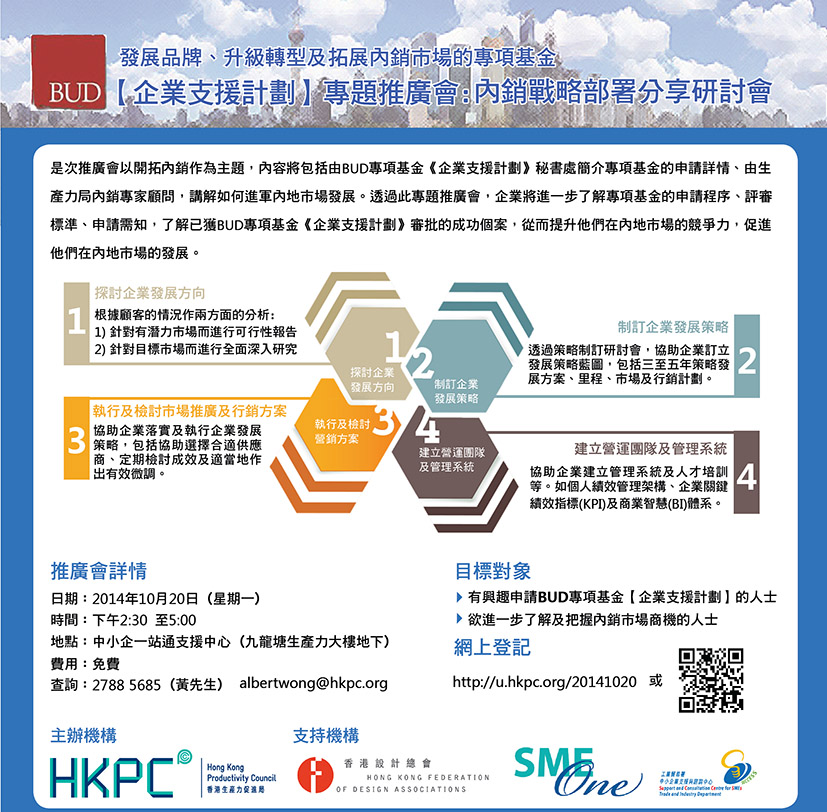 發展品牌、升級轉型及拓展內銷市場的專項基金
BUD
【企業支援計劃】專題推廣會:內銷戰略部署分享研討會
是次推廣會以開拓內銷作為主題，內容將包括由BUD專項基金《企業支援計劃》秘書處簡介專項基金的申請詳情、由生
產力局內銷專家顧問，講解如何進軍內地市場發展。透過此專題推廣會，企業將進一步了解專項基金的申請程序、評審
標準、申請需知，了解已獲BUD專項基金《企業支援計劃》審批的成功個案，從而提升他們在內地市場的競爭力，促進
他們在內地市場的發展。
1
探討企業發展方向
根據顧客的情況作兩方面的分析：
1) 針對有潛力市場而進行可行性報告
2) 針對目標市場而進行全面深入研究
1
探討企業
發展方向
2
制訂企業
發展策略
制訂企業發展策略
透過策略制訂研討會，協助企業訂立
發展策略藍圖，包括三至五年策略發
展方案、里程、市場及行銷計劃。
2
3
執行及檢討市場推廣及行銷方案
協助企業落實及執行企業發展
策略，包括協助選擇合適供應
商、定期檢討成效及適當地作
出有效微調。
3
執行及檢討
營銷方案
4
建立營運團隊
及管理系統
建立營運團隊及管理系統
協助企業建立管理系統及人才培訓
等。如個人績效管理架構、企業關鍵
績效指標(KPI)及商業智慧(BI)體系。
4
推廣會詳情
日期：2014年10月20日（星期一）
時間：下午2:30 至5:00
地點：中小企一站通支援中心（九龍塘生產力大樓地下）
費用：免費
查詢：2788 5685（黃先生） albertwong@hkpc.org
目標對象
有興趣申請BUD專項基金【企業支援計劃】的人士
欲進一步了解及把握內銷市場商機的人士
網上登記
http://u.hkpc.org/20141020 或
主辦機構
HKPC
Hong Kong
Productivity Council
香港生產力促進局
支持機構
香港設計總會
HONG KONG FEDERATION
OF DESIGN ASSOCIATIONS
SME One
工業貿易署
中小企業支援與諮詢中心
Support and Consultation Centre for SMEs
Trade and Industry Department